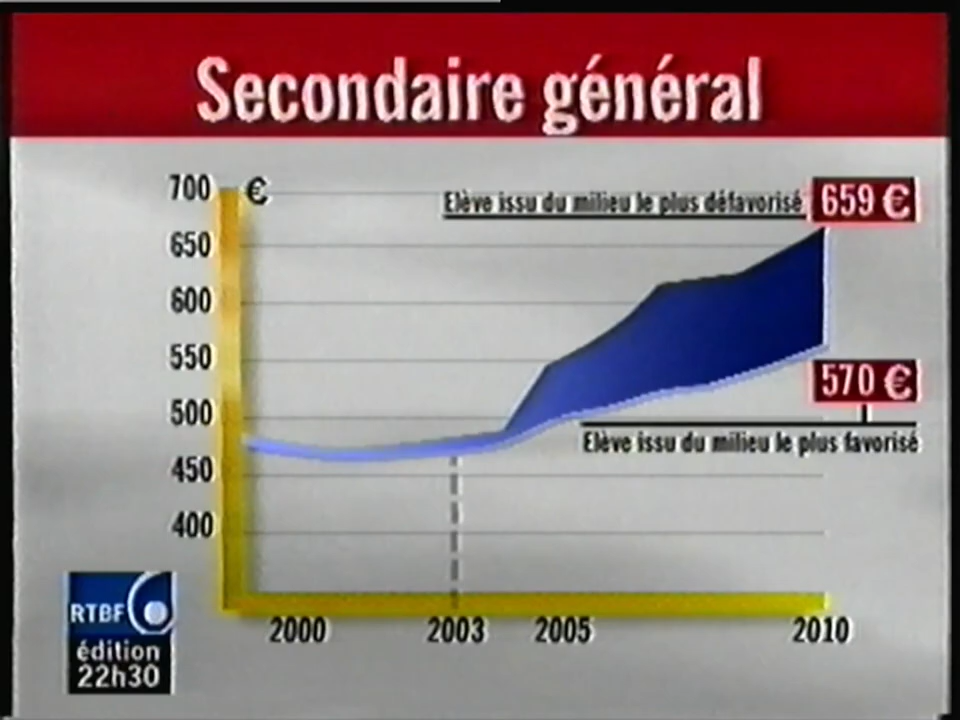 Secondaire général
700 €
Elève issu du milieu le plus défavorisé 659 €
650
600
550
570 €
500
Elève issu du milieu le plus favorisé
450
400
2000 2003 2005 2010
RTBF
édition
22h30